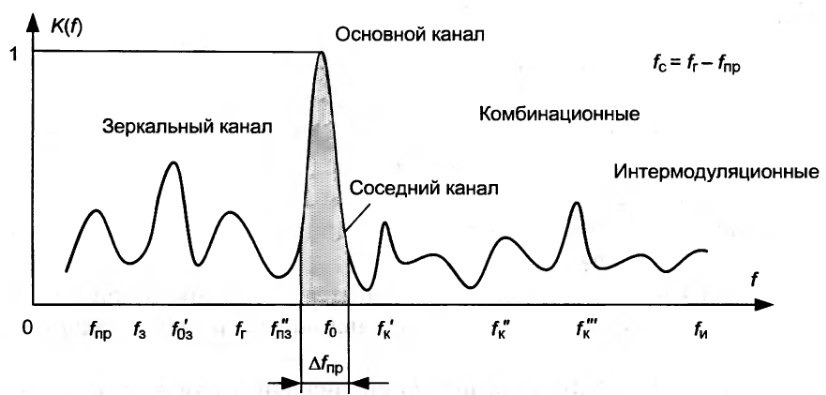 K(f)
Основной канал
1
f_c = f_г – f_пр
Зеркальный канал
Комбинационные
Интермодуляционные
Соседний канал
f
0 f_пр f_з f_0з′ f_г f_пз″ f_0 f_к′ f_к″ f_к‴ f_и
Δf_пр